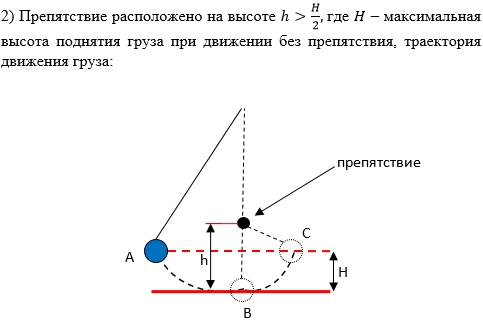 2) Препятствие расположено на высоте h > H/2, где H – максимальная
высота поднятия груза при движении без препятствия, траектория
движения груза:
препятствие
A
C
h
H
B